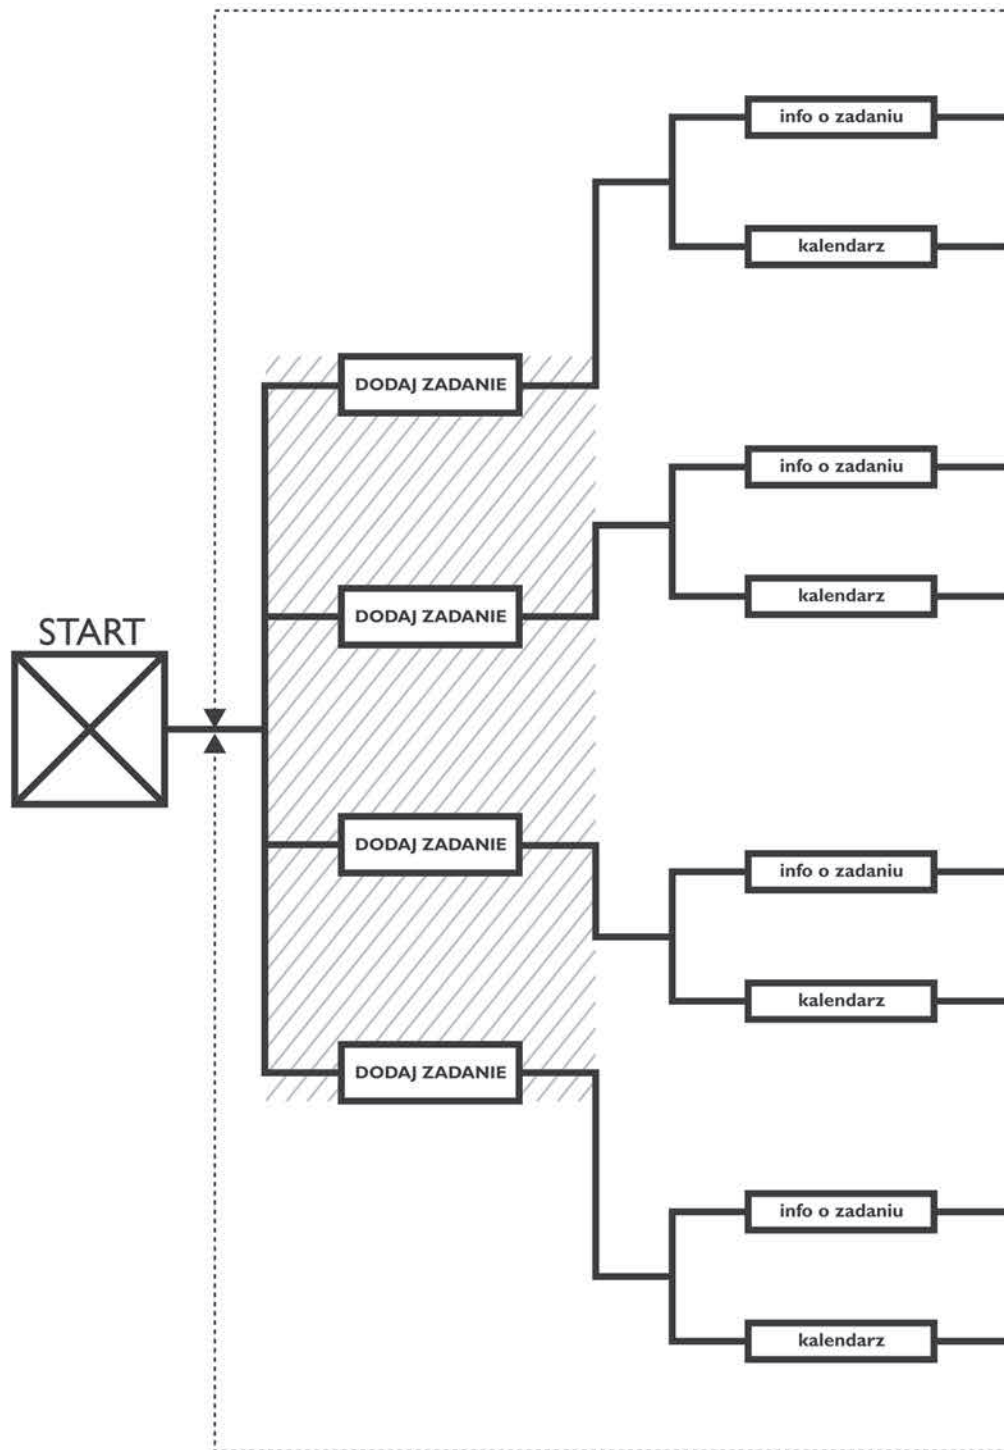 info o zadaniu
kalendarz
DODAJ ZADANIE
info o zadaniu
kalendarz
DODAJ ZADANIE
START
DODAJ ZADANIE
info o zadaniu
kalendarz
DODAJ ZADANIE
info o zadaniu
kalendarz